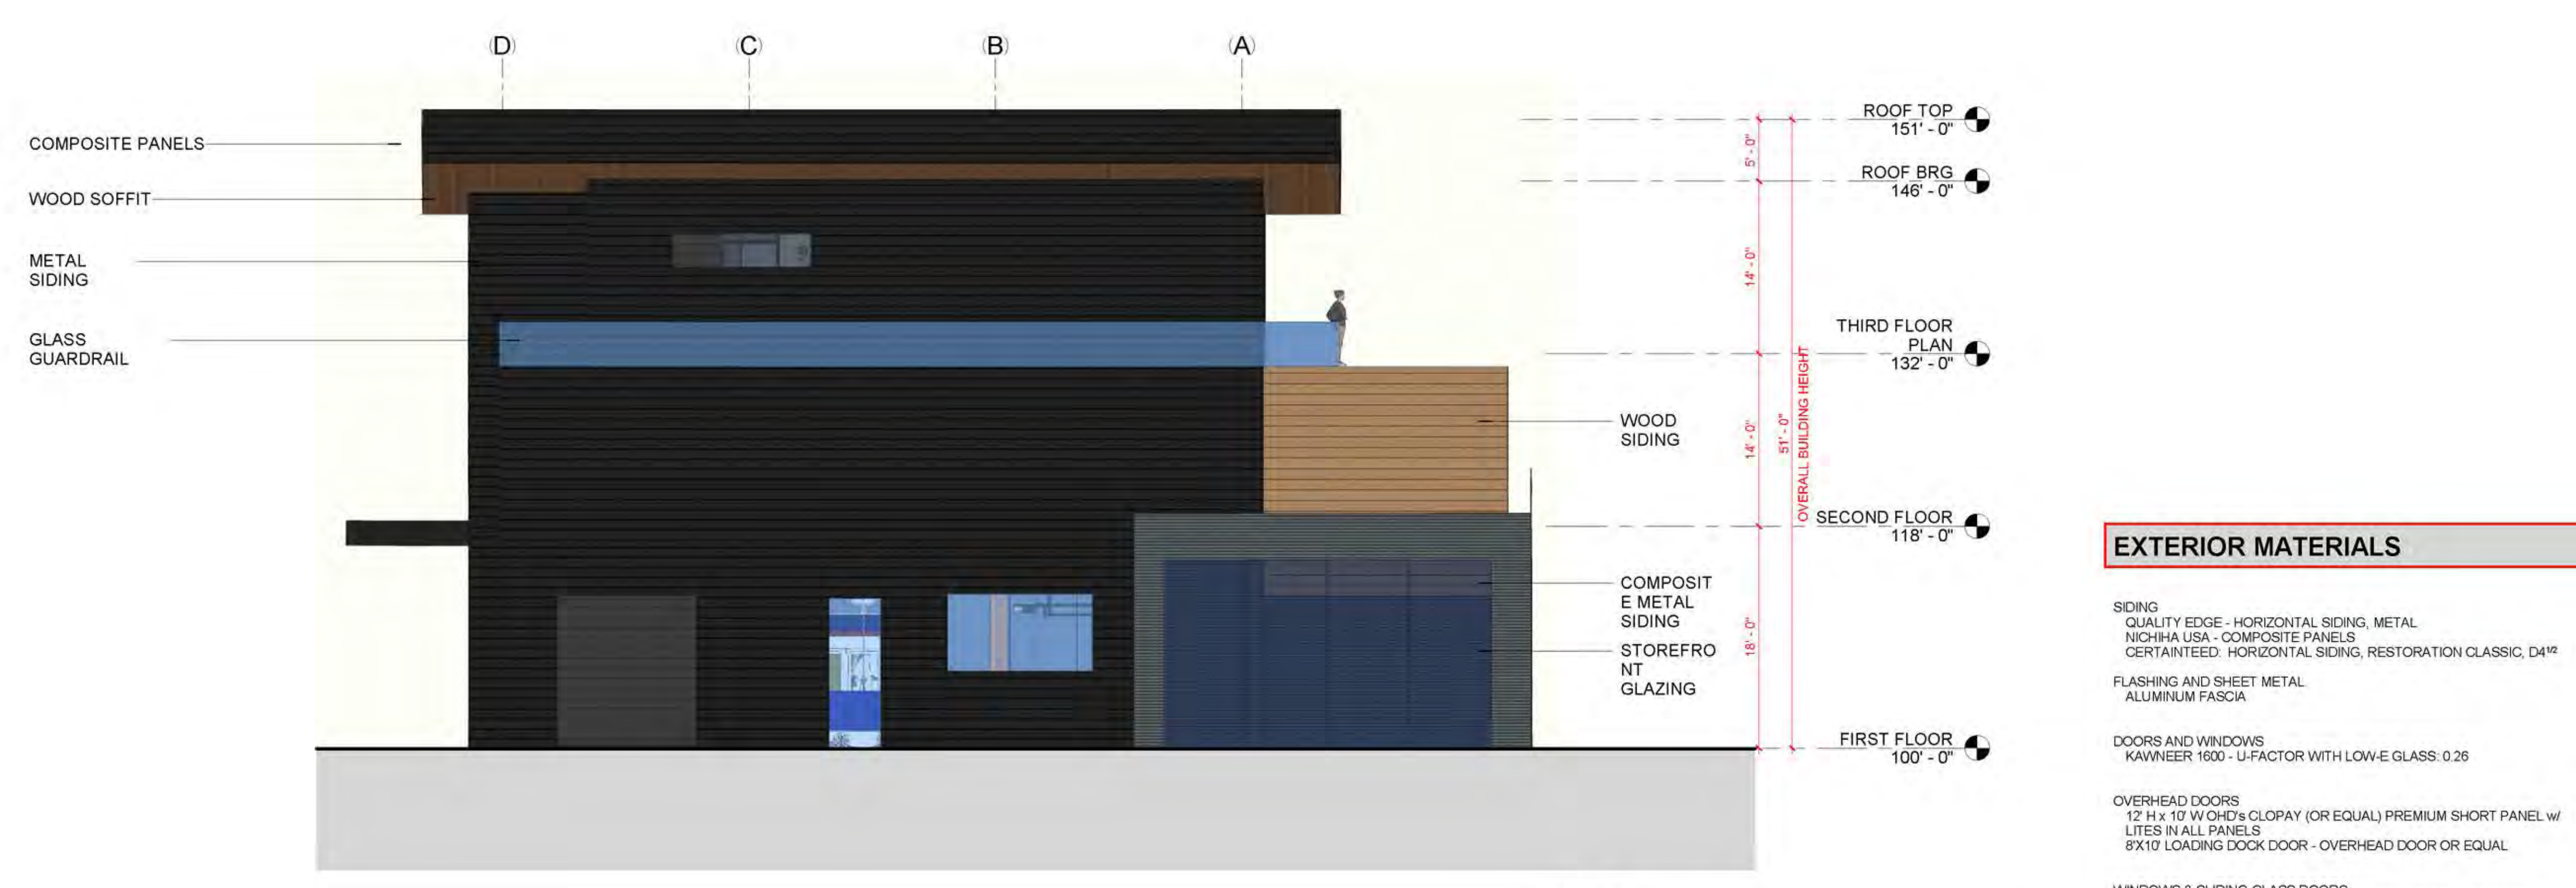 (D)
(C)
(B)
(A)
COMPOSITE PANELS
WOOD SOFFIT
METAL
SIDING
GLASS
GUARDRAIL
WOOD
SIDING
COMPOSIT
E METAL
SIDING
STOREFRO
NT
GLAZING
5' - 0"
14' - 0"
14' - 0"
18' - 0"
51' - 0"
OVERALL BUILDING HEIGHT
ROOF TOP
151' - 0"
ROOF BRG
146' - 0"
THIRD FLOOR
PLAN
132' - 0"
SECOND FLOOR
118' - 0"
FIRST FLOOR
100' - 0"
EXTERIOR MATERIALS
SIDING
QUALITY EDGE - HORIZONTAL SIDING, METAL
NICHIHA USA - COMPOSITE PANELS
CERTAINTEED: HORIZONTAL SIDING, RESTORATION CLASSIC, D4 1/2
FLASHING AND SHEET METAL
ALUMINUM FASCIA
DOORS AND WINDOWS
KAWNEER 1600 - U-FACTOR WITH LOW-E GLASS: 0.26
OVERHEAD DOORS
12' H x 10' W OHD's CLOPAY (OR EQUAL) PREMIUM SHORT PANEL w/
LITES IN ALL PANELS
8'X10' LOADING DOCK DOOR - OVERHEAD DOOR OR EQUAL
WINDOWS & SLIDING GLASS DOORS